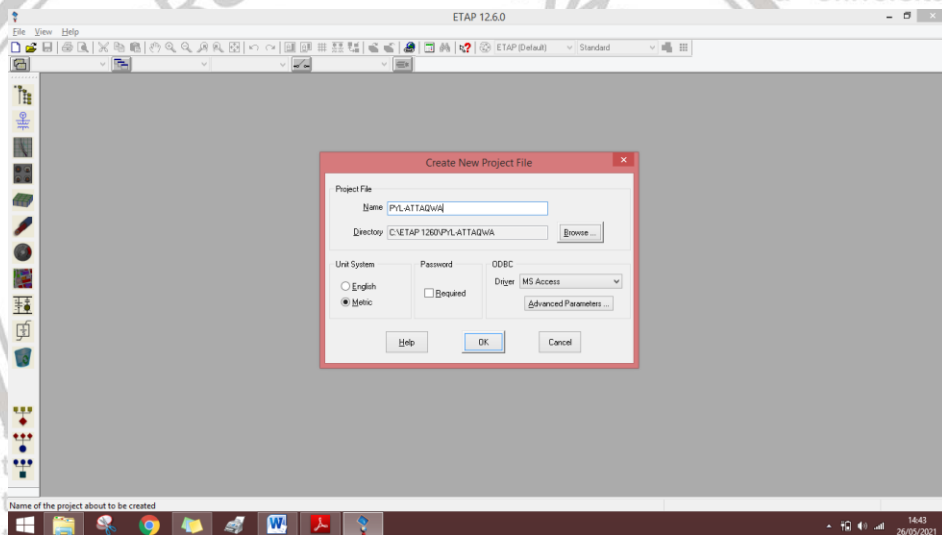 ETAP 12.6.0
File View Help
ETAP (Default) Standard
Create New Project File
Project File
Name PYL-ATTAQWA
Directory C:\ETAP 1260\PYL-ATTAQWA Browse ...
Unit System Password ODBC
English Required Driver MS Access
Metric Advanced Parameters ...
Help OK Cancel
Name of the project about to be created
14:43
26/05/2021